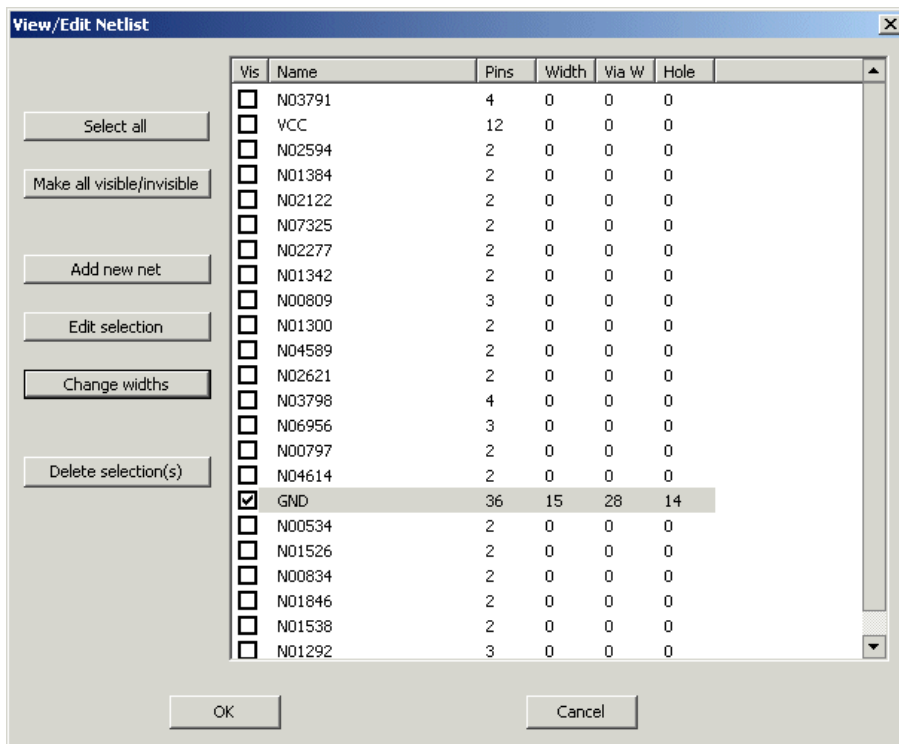 View/Edit Netlist
Vis Name Pins Width Via W Hole
N03791 4 0 0 0
Select all
VCC 12 0 0 0
N02594 2 0 0 0
Make all visible/invisible
N01384 2 0 0 0
N02122 2 0 0 0
N07325 2 0 0 0
N02277 2 0 0 0
Add new net
N01342 2 0 0 0
N00809 3 0 0 0
Edit selection
N01300 2 0 0 0
N04589 2 0 0 0
Change widths
N02621 2 0 0 0
N03798 4 0 0 0
N06956 3 0 0 0
N00797 2 0 0 0
Delete selection(s)
N04614 2 0 0 0
GND 36 15 28 14
N00534 2 0 0 0
N01526 2 0 0 0
N00834 2 0 0 0
N01846 2 0 0 0
N01538 2 0 0 0
N01292 3 0 0 0
OK Cancel